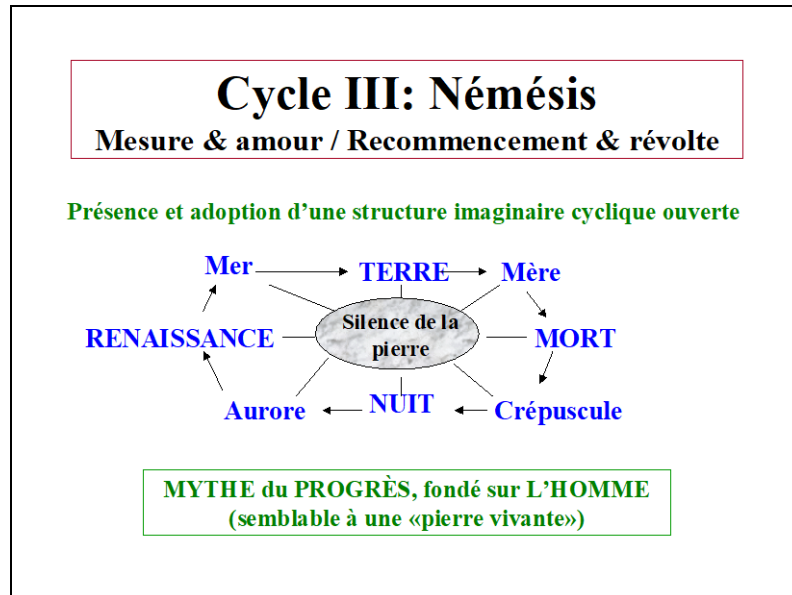 Cycle III: Némésis
Mesure & amour / Recommencement & révolte
Présence et adoption d'une structure imaginaire cyclique ouverte
Mer
TERRE
Mère
RENAISSANCE
Silence de la
pierre
MORT
Aurore
NUIT
Crépuscule
MYTHE du PROGRÈS, fondé sur L'HOMME
(semblable à une «pierre vivante»)